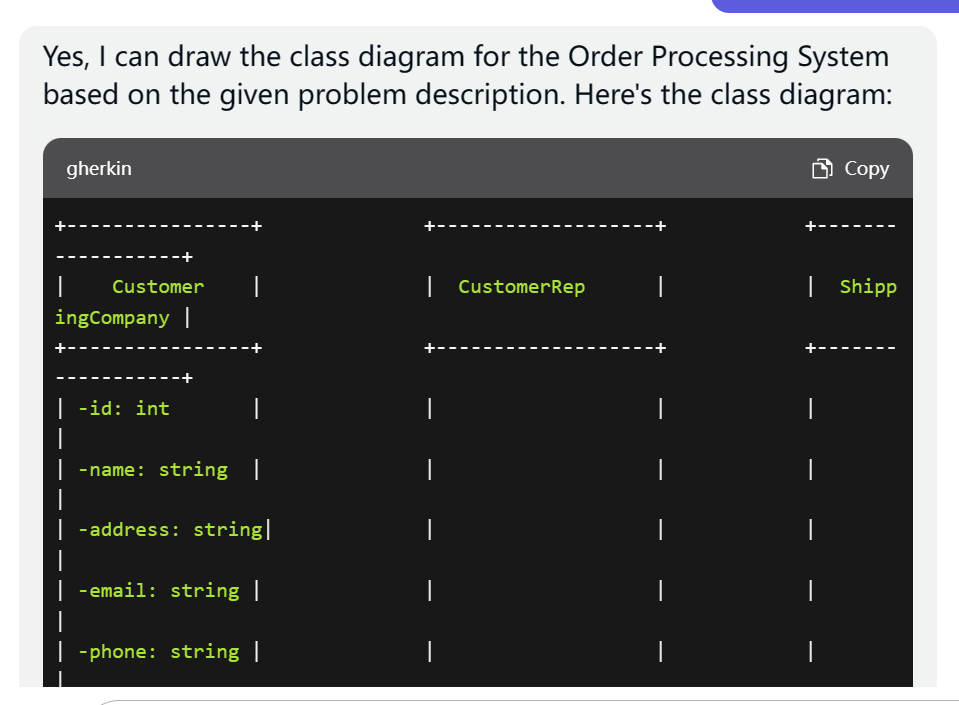 Yes, I can draw the class diagram for the Order Processing System
based on the given problem description. Here's the class diagram:
gherkin Copy
+----------------+              +-------------------+            +-------
-----------+
|    Customer    |              |  CustomerRep      |            |  Shipp
ingCompany |
+----------------+              +-------------------+            +-------
-----------+
| -id: int       |              |                   |            |
|
| -name: string  |              |                   |            |
|
| -address: string|             |                   |            |
|
| -email: string |              |                   |            |
|
| -phone: string |              |                   |            |
|